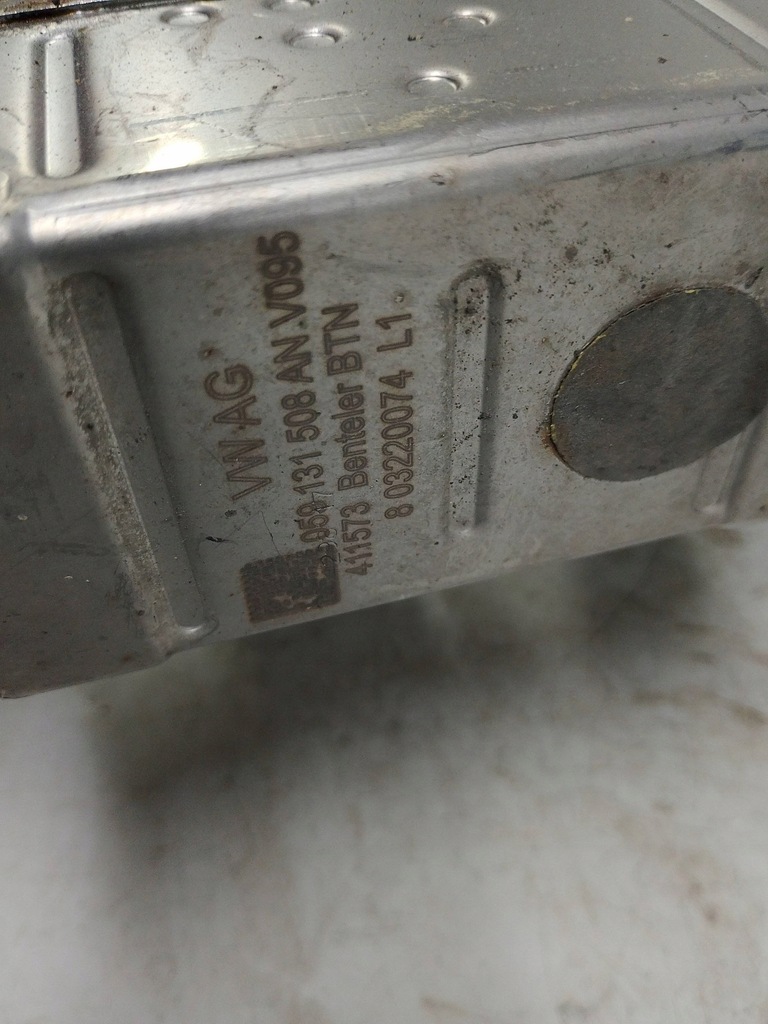 VW AG
059 131 508 AN V095
411573 Benteler BTN
8 03220074 L1